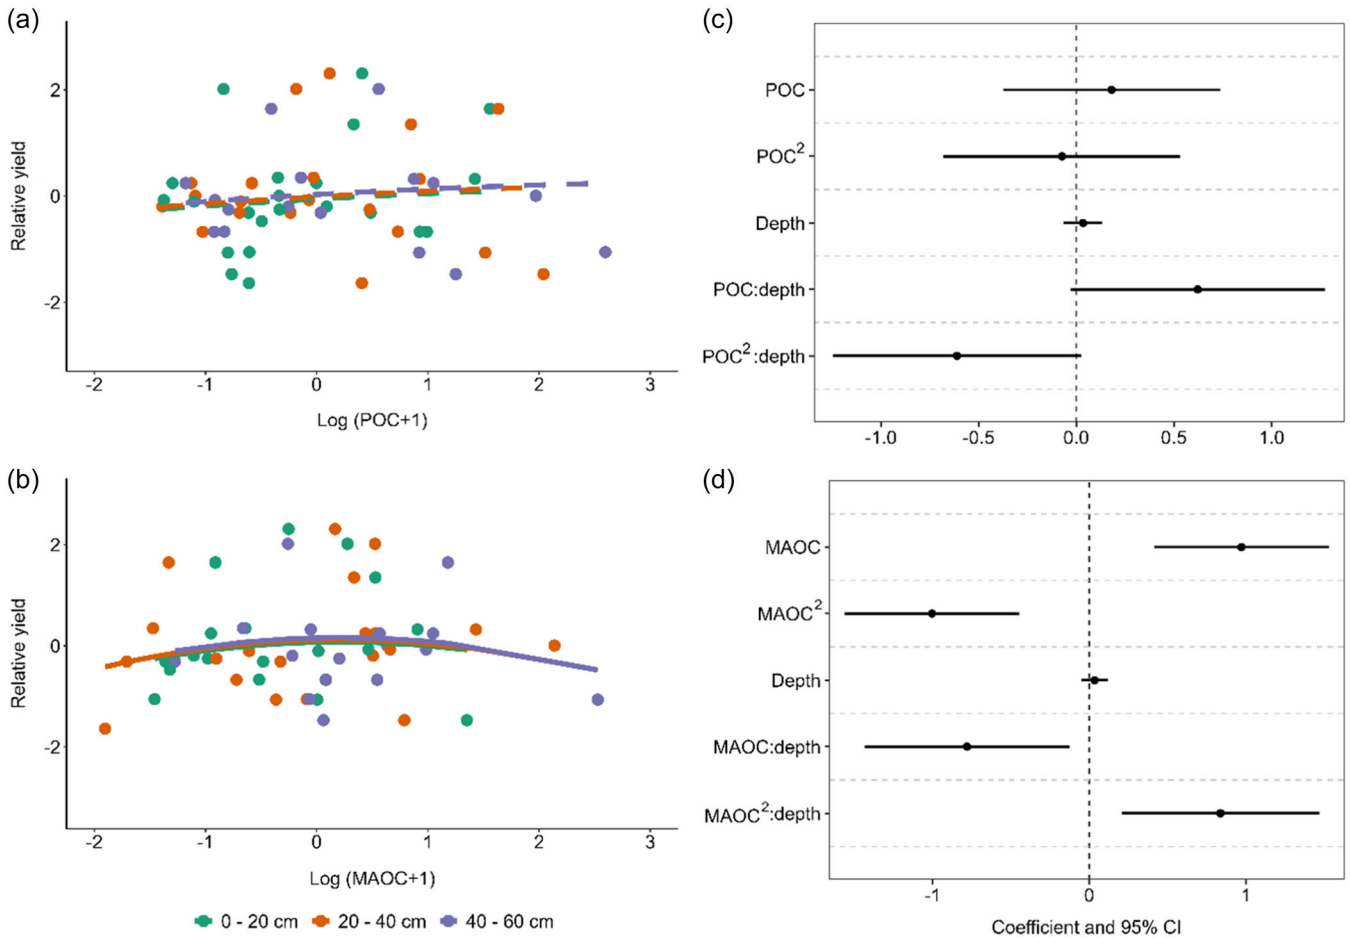 (a)
Relative yield
2
0
-2
-2 -1 0 1 2 3
Log (POC+1)
(c)
POC
POC²
Depth
POC:depth
POC²:depth
-1.0 -0.5 0.0 0.5 1.0
(b)
Relative yield
2
0
-2
-2 -1 0 1 2 3
Log (MAOC+1)
(d)
MAOC
MAOC²
Depth
MAOC:depth
MAOC²:depth
-1 0 1
Coefficient and 95% CI
0 - 20 cm 20 - 40 cm 40 - 60 cm